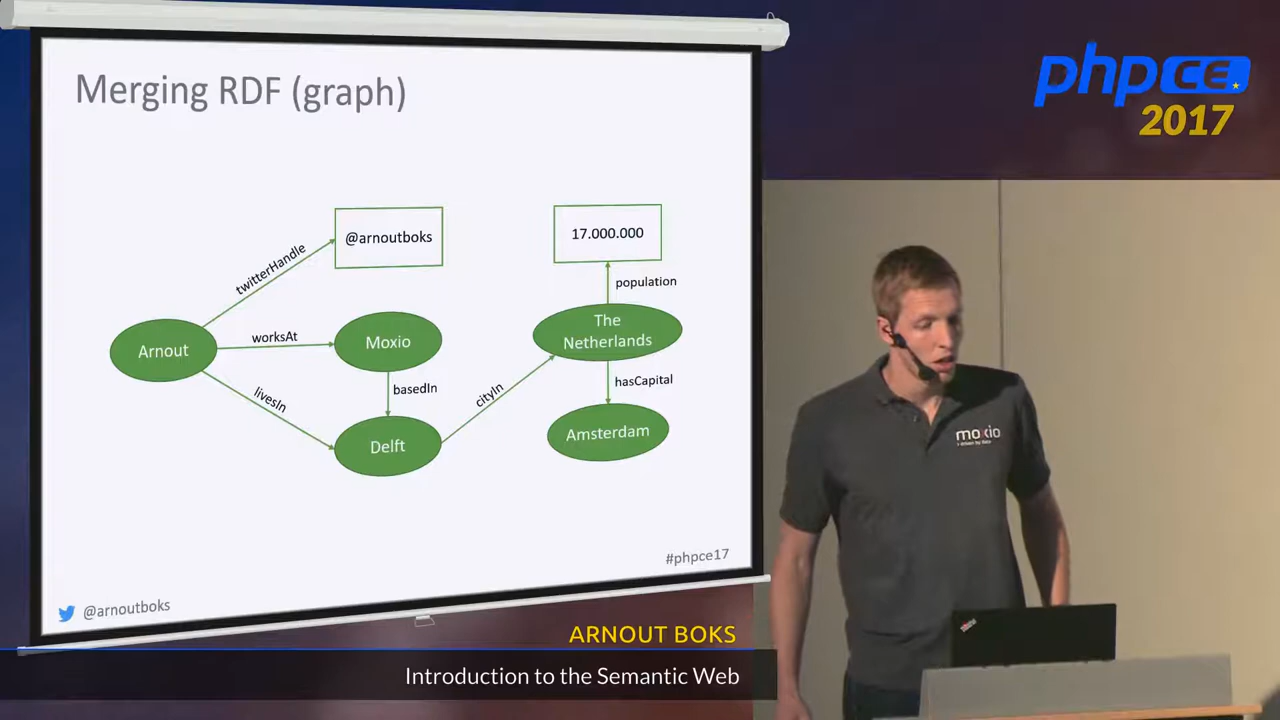 Merging RDF (graph)
@arnoutboks
17.000.000
twitterHandle
population
Arnout
worksAt
Moxio
The
Netherlands
livesIn
basedIn
cityIn
hasCapital
Delft
Amsterdam
#phpce17
@arnoutboks
phpCE
2017
moxio
ARNOUT BOKS
Introduction to the Semantic Web